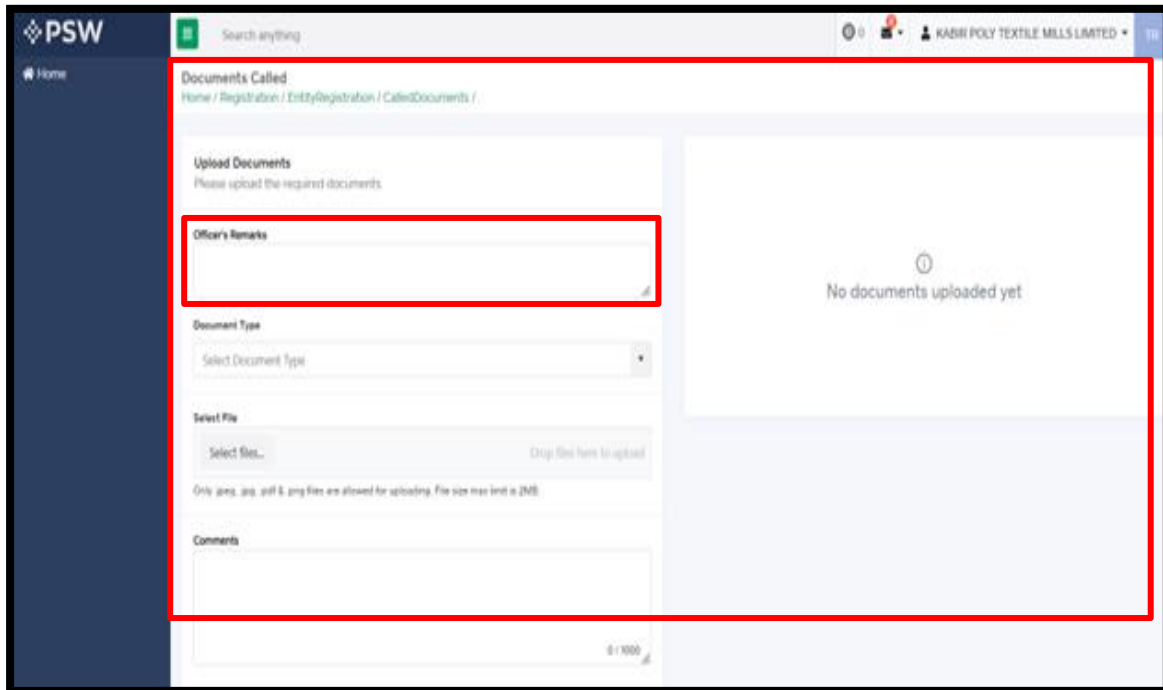 PSW
Search anything
0
KABIR POLY TEXTILE MILLS LIMITED
TR
Home
Documents Called
Home / Registration / EntityRegistration / CalledDocuments /
Upload Documents
Please upload the required documents.
Officer's Remarks
No documents uploaded yet
Document Type
Select Document Type
Select File
Select files...
Drop files here to upload
Only .jpeg, .jpg, .pdf & .png files are allowed for uploading. File size max limit is 2MB.
Comments
0 / 1000